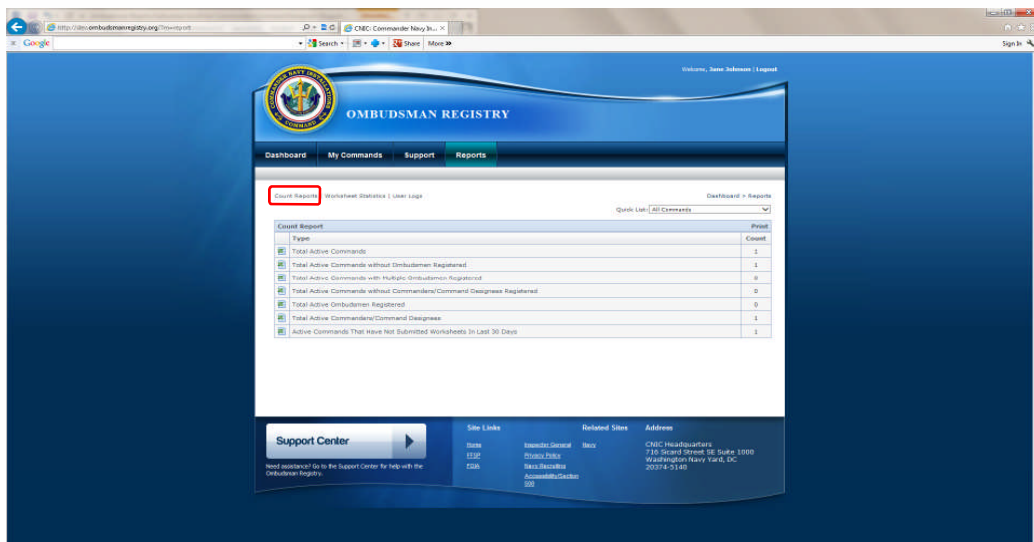 http://dev.ombudsmanregistry.org/?m=report
CNIC: Commander Navy In...
Google
Search
Share
More »
Sign In
Welcome, Jane Johnson | Logout
COMMANDER NAVY INSTALLATIONS COMMAND
OMBUDSMAN REGISTRY
Dashboard My Commands Support Reports
Count Reports | Worksheet Statistics | User Logs
Dashboard > Reports
Quick List: All Commands
Count Report Print
Type Count
Total Active Commands 1
Total Active Commands without Ombudsmen Registered 1
Total Active Commands with Multiple Ombudsmen Registered 0
Total Active Commands without Commanders/Command Designees Registered 0
Total Active Ombudsmen Registered 0
Total Active Commanders/Command Designees 1
Active Commands That Have Not Submitted Worksheets In Last 30 Days 1
Support Center
Need assistance? Go to the Support Center for help with the
Ombudsman Registry.
Site Links
Home
FFSP
FOIA
Inspector General
Privacy Policy
Navy Recruiting
Accessibility/Section
508
Related Sites
Navy
Address
CNIC Headquarters
716 Sicard Street SE Suite 1000
Washington Navy Yard, DC
20374-5140